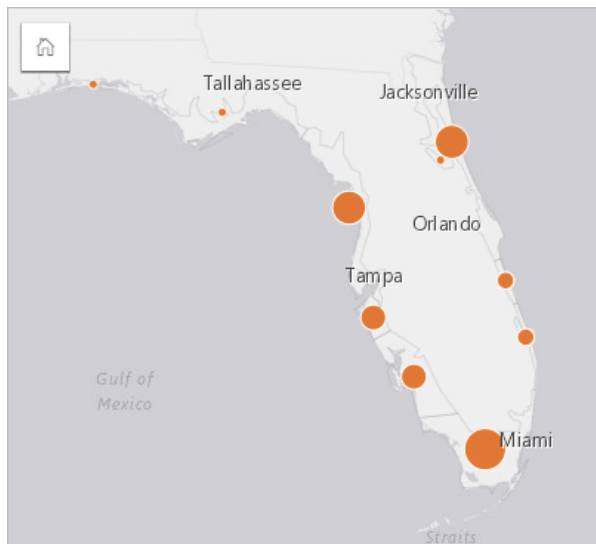 Tallahassee
Jacksonville
Orlando
Tampa
Gulf of
Mexico
Miami
Straits